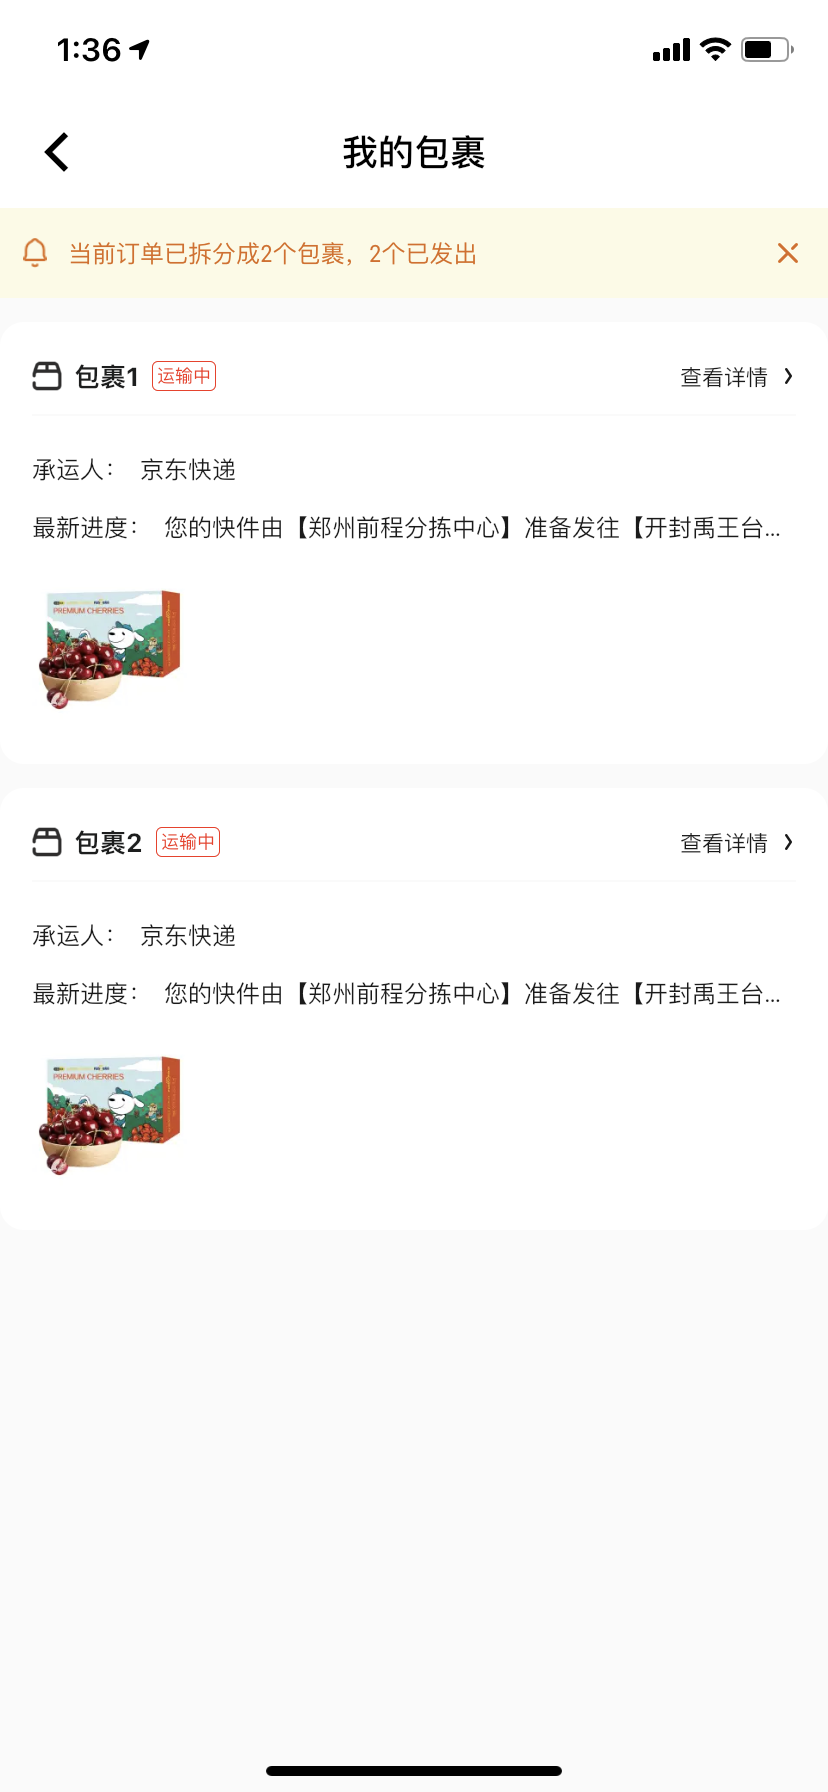 1:36
我的包裹
当前订单已拆分成2个包裹，2个已发出
包裹1 运输中 查看详情
承运人： 京东快递
最新进度： 您的快件由【郑州前程分拣中心】准备发往【开封禹王台...
PREMIUM CHERRIES
包裹2 运输中 查看详情
承运人： 京东快递
最新进度： 您的快件由【郑州前程分拣中心】准备发往【开封禹王台...
PREMIUM CHERRIES